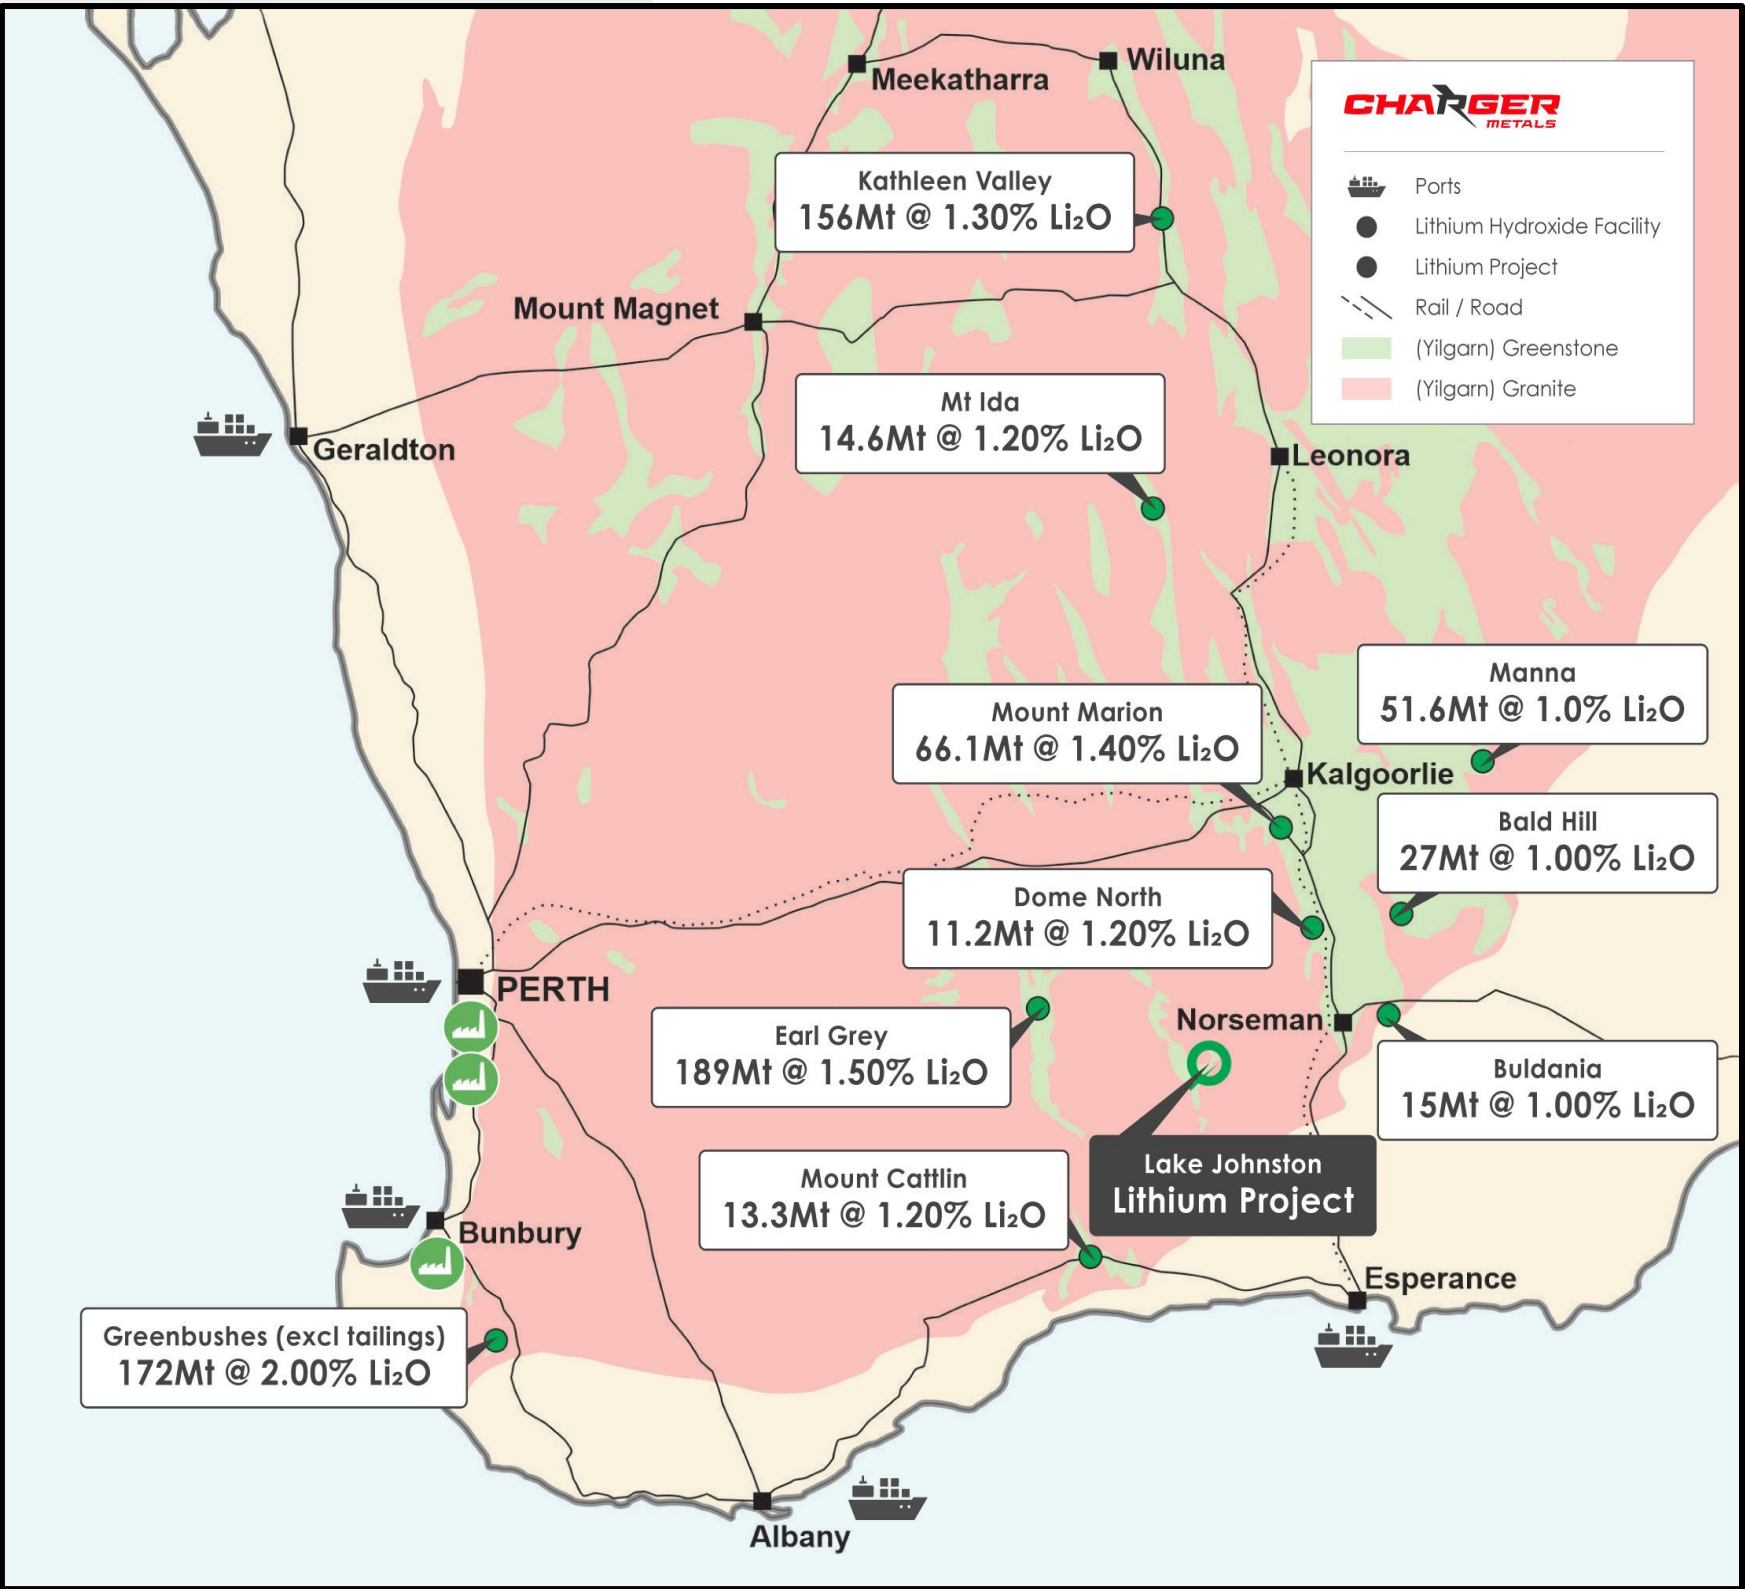 Meekatharra
Wiluna
CHARGER
METALS
Ports
Lithium Hydroxide Facility
Lithium Project
Rail / Road
(Yilgarn) Greenstone
(Yilgarn) Granite
Kathleen Valley
156Mt @ 1.30% Li₂O
Mount Magnet
Mt Ida
14.6Mt @ 1.20% Li₂O
Geraldton
Leonora
Manna
51.6Mt @ 1.0% Li₂O
Mount Marion
66.1Mt @ 1.40% Li₂O
Kalgoorlie
Bald Hill
27Mt @ 1.00% Li₂O
Dome North
11.2Mt @ 1.20% Li₂O
PERTH
Norseman
Earl Grey
189Mt @ 1.50% Li₂O
Buldania
15Mt @ 1.00% Li₂O
Lake Johnston
Lithium Project
Mount Cattlin
13.3Mt @ 1.20% Li₂O
Bunbury
Esperance
Greenbushes (excl tailings)
172Mt @ 2.00% Li₂O
Albany